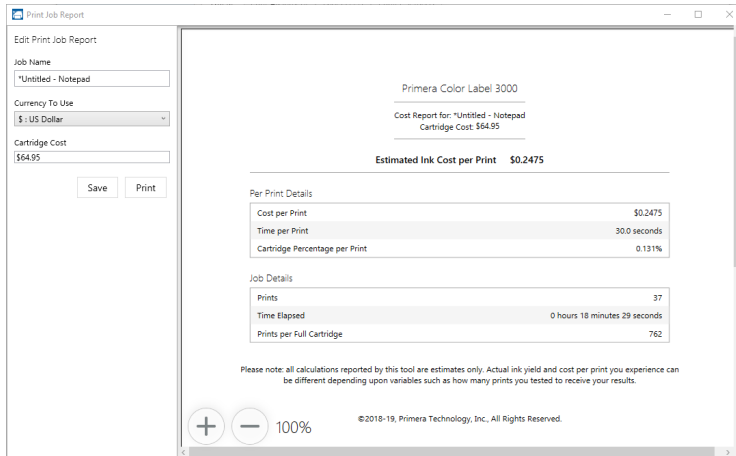 Print Job Report
Edit Print Job Report
Job Name
*Untitled - Notepad
Currency To Use
$ : US Dollar
Cartridge Cost
$64.95
Save Print
Primera Color Label 3000
Cost Report for: *Untitled - Notepad
Cartridge Cost: $64.95
Estimated Ink Cost per Print $0.2475
Per Print Details
Cost per Print $0.2475
Time per Print 30.0 seconds
Cartridge Percentage per Print 0.131%
Job Details
Prints 37
Time Elapsed 0 hours 18 minutes 29 seconds
Prints per Full Cartridge 762
Please note: all calculations reported by this tool are estimates only. Actual ink yield and cost per print you experience can
be different depending upon variables such as how many prints you tested to receive your results.
100%
©2018-19, Primera Technology, Inc., All Rights Reserved.